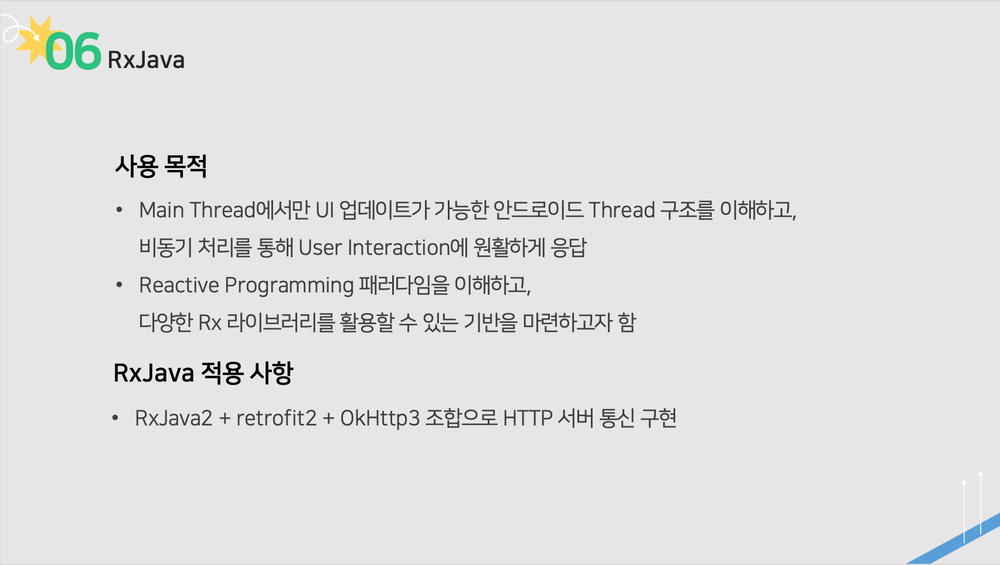 06 RxJava
사용 목적
• Main Thread에서만 UI 업데이트가 가능한 안드로이드 Thread 구조를 이해하고,
비동기 처리를 통해 User Interaction에 원활하게 응답
• Reactive Programming 패러다임을 이해하고,
다양한 Rx 라이브러리를 활용할 수 있는 기반을 마련하고자 함
RxJava 적용 사항
• RxJava2 + retrofit2 + OkHttp3 조합으로 HTTP 서버 통신 구현